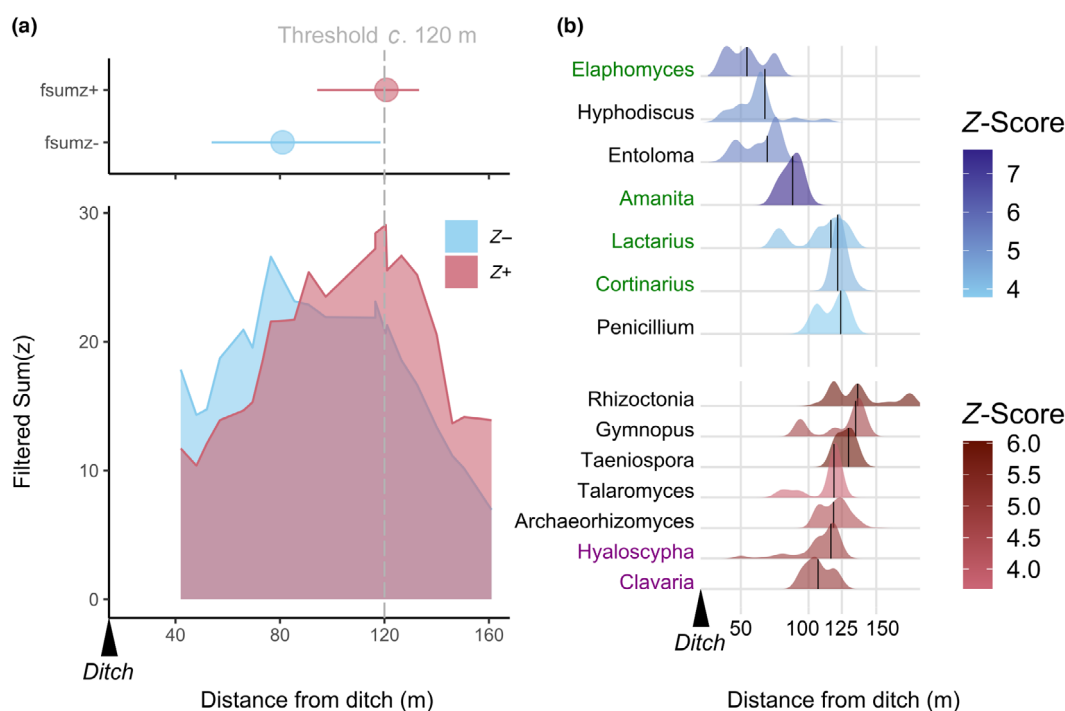 (a)
Threshold c. 120 m
fsumz+
fsumz-
30
20
10
0
Z−
Z+
Filtered Sum(z)
40
80
120
160
Ditch
Distance from ditch (m)
(b)
Elaphomyces
Hyphodiscus
Entoloma
Amanita
Lactarius
Cortinarius
Penicillium
Rhizoctonia
Gymnopus
Taeniospora
Talaromyces
Archaeorhizomyces
Hyaloscypha
Clavaria
50
100
125
150
Ditch
Distance from ditch (m)
Z-Score
7
6
5
4
Z-Score
6.0
5.0
4.5
4.0